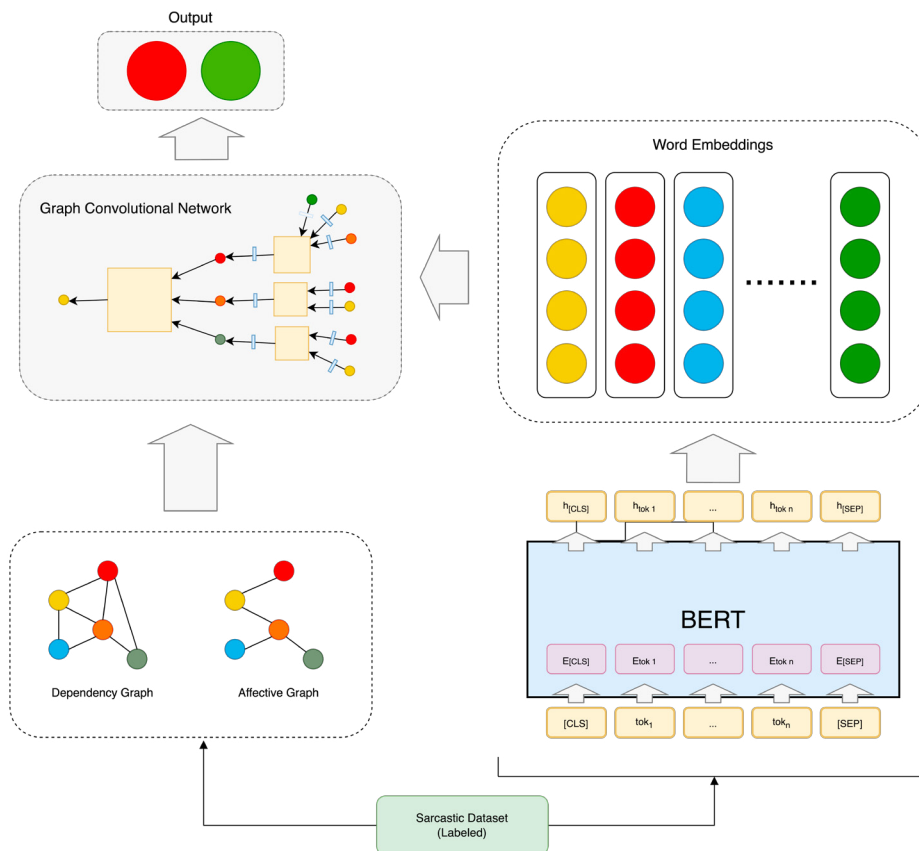 Output
Word Embeddings
Graph Convolutional Network
h[CLS] htok 1 ... htok n h[SEP]
BERT
E[CLS] Etok 1 ... Etok n E[SEP]
[CLS] tok1 ... tokn [SEP]
Dependency Graph
Affective Graph
Sarcastic Dataset
(Labeled)